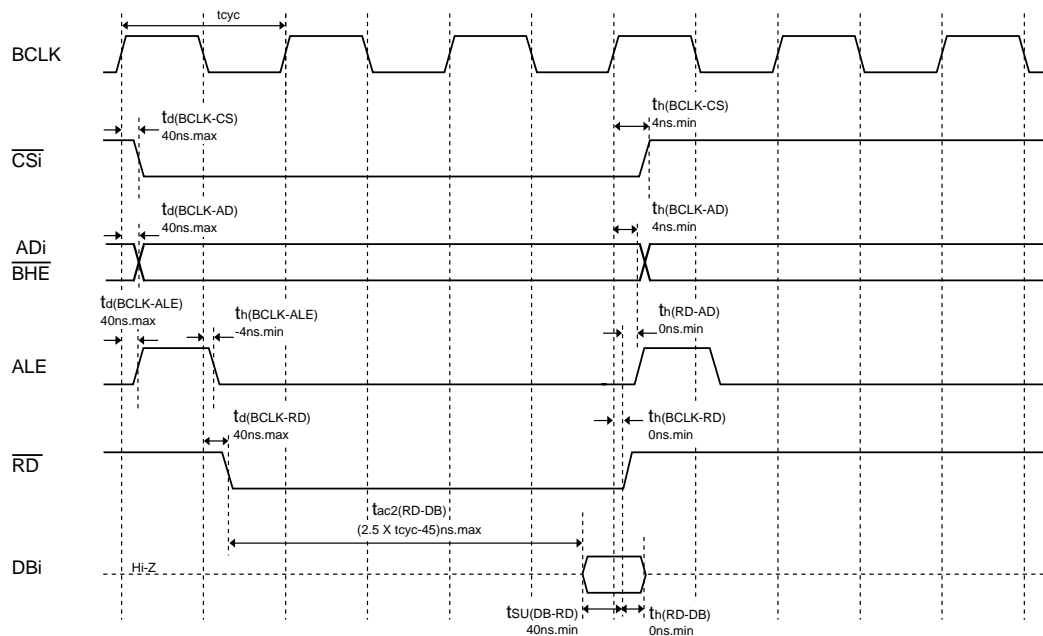 tcyc
BCLK
td(BCLK-CS)
40ns.max
th(BCLK-CS)
4ns.min
CSi
td(BCLK-AD)
40ns.max
th(BCLK-AD)
4ns.min
ADi
BHE
td(BCLK-ALE)
40ns.max
th(BCLK-ALE)
-4ns.min
th(RD-AD)
0ns.min
ALE
td(BCLK-RD)
40ns.max
th(BCLK-RD)
0ns.min
RD
tac2(RD-DB)
(2.5 X tcyc-45)ns.max
DBi
Hi-Z
tSU(DB-RD)
40ns.min
th(RD-DB)
0ns.min